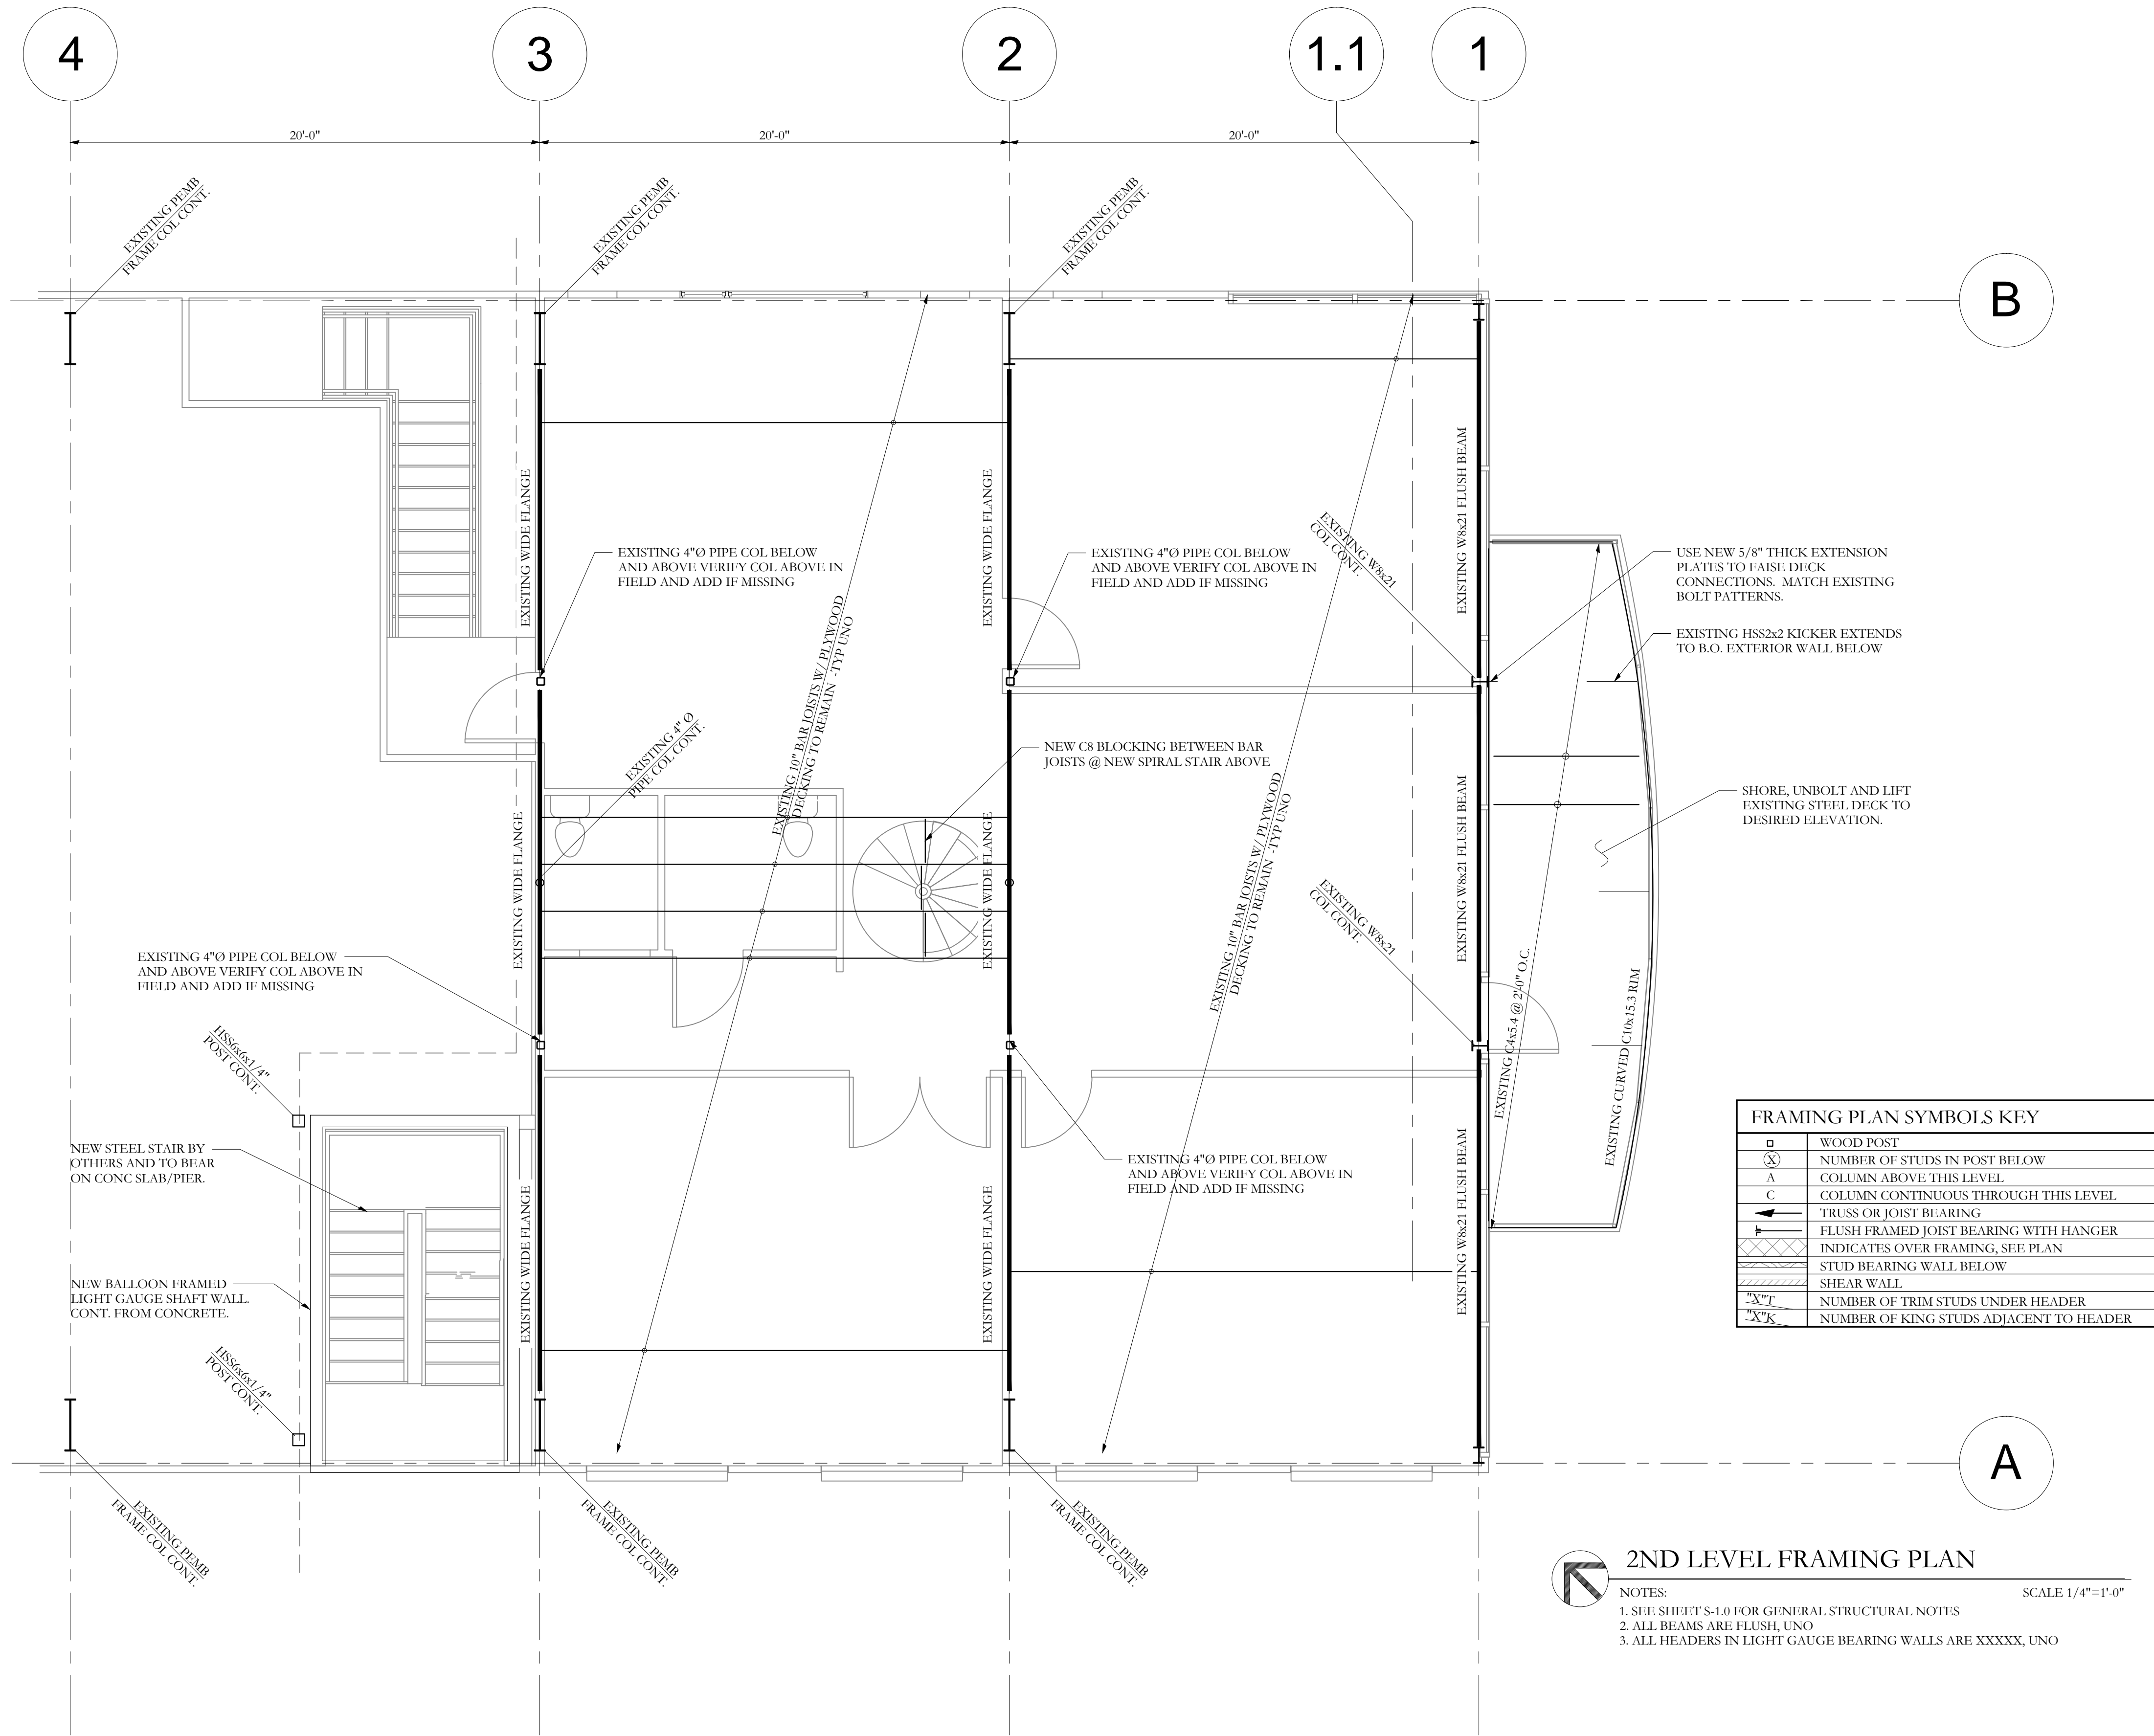 4
3
2
1.1
1
20'-0"
20'-0"
20'-0"
EXISTING PEMB
FRAME COL CONT.
EXISTING PEMB
FRAME COL CONT.
EXISTING PEMB
FRAME COL CONT.
B
EXISTING WIDE FLANGE
EXISTING WIDE FLANGE
EXISTING W8x21 FLUSH BEAM
EXISTING 4"Ø PIPE COL BELOW
AND ABOVE VERIFY COL ABOVE IN
FIELD AND ADD IF MISSING
EXISTING 4"Ø PIPE COL BELOW
AND ABOVE VERIFY COL ABOVE IN
FIELD AND ADD IF MISSING
EXISTING W8x21
COL CONT.
USE NEW 5/8" THICK EXTENSION
PLATES TO FAISE DECK
CONNECTIONS. MATCH EXISTING
BOLT PATTERNS.
EXISTING HSS2x2 KICKER EXTENDS
TO B.O. EXTERIOR WALL BELOW
EXISTING 10" BAR JOISTS W/ PLYWOOD
DECKING TO REMAIN -TYP UNO
EXISTING 4" Ø
PIPE COL CONT.
NEW C8 BLOCKING BETWEEN BAR
JOISTS @ NEW SPIRAL STAIR ABOVE
EXISTING 10" BAR JOISTS W/ PLYWOOD
DECKING TO REMAIN -TYP UNO
SHORE, UNBOLT AND LIFT
EXISTING STEEL DECK TO
DESIRED ELEVATION.
EXISTING WIDE FLANGE
EXISTING WIDE FLANGE
EXISTING W8x21 FLUSH BEAM
EXISTING W8x21
COL CONT.
EXISTING 4"Ø PIPE COL BELOW
AND ABOVE VERIFY COL ABOVE IN
FIELD AND ADD IF MISSING
EXISTING C4x5.4 @ 2'-0" O.C.
EXISTING CURVED C10x15.3 RIM
HSS6x6x1/4"
POST CONT.
NEW STEEL STAIR BY
OTHERS AND TO BEAR
ON CONC SLAB/PIER.
EXISTING 4"Ø PIPE COL BELOW
AND ABOVE VERIFY COL ABOVE IN
FIELD AND ADD IF MISSING
EXISTING WIDE FLANGE
EXISTING WIDE FLANGE
EXISTING W8x21 FLUSH BEAM
NEW BALLOON FRAMED
LIGHT GAUGE SHAFT WALL.
CONT. FROM CONCRETE.
HSS6x6x1/4"
POST CONT.
FRAMING PLAN SYMBOLS KEY
WOOD POST
X NUMBER OF STUDS IN POST BELOW
A COLUMN ABOVE THIS LEVEL
C COLUMN CONTINUOUS THROUGH THIS LEVEL
TRUSS OR JOIST BEARING
FLUSH FRAMED JOIST BEARING WITH HANGER
INDICATES OVER FRAMING, SEE PLAN
STUD BEARING WALL BELOW
SHEAR WALL
"X"T NUMBER OF TRIM STUDS UNDER HEADER
"X"K NUMBER OF KING STUDS ADJACENT TO HEADER
A
EXISTING PEMB
FRAME COL CONT.
EXISTING PEMB
FRAME COL CONT.
EXISTING PEMB
FRAME COL CONT.
2ND LEVEL FRAMING PLAN
NOTES: SCALE 1/4"=1'-0"
1. SEE SHEET S-1.0 FOR GENERAL STRUCTURAL NOTES
2. ALL BEAMS ARE FLUSH, UNO
3. ALL HEADERS IN LIGHT GAUGE BEARING WALLS ARE XXXXX, UNO